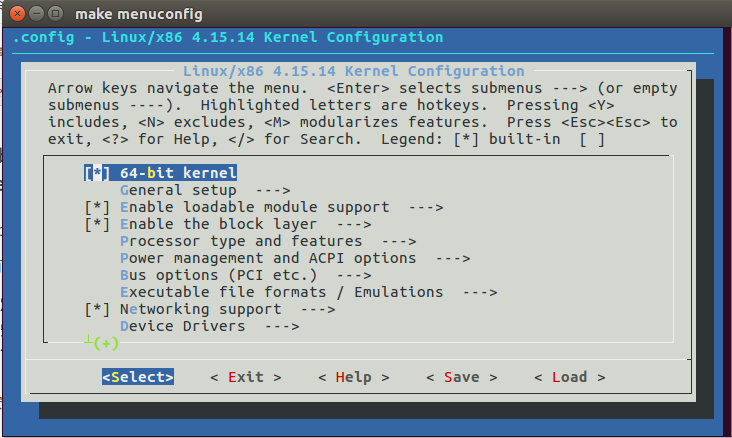 make menuconfig
.config - Linux/x86 4.15.14 Kernel Configuration
Linux/x86 4.15.14 Kernel Configuration
Arrow keys navigate the menu.  <Enter> selects submenus ---> (or empty
submenus ----).  Highlighted letters are hotkeys.  Pressing <Y>
includes, <N> excludes, <M> modularizes features.  Press <Esc><Esc> to
exit, <?> for Help, </> for Search.  Legend: [*] built-in  [ ]
[*] 64-bit kernel
General setup  --->
[*] Enable loadable module support  --->
[*] Enable the block layer  --->
Processor type and features  --->
Power management and ACPI options  --->
Bus options (PCI etc.)  --->
Executable file formats / Emulations  --->
[*] Networking support  --->
Device Drivers  --->
┴(+)
<Select>    < Exit >    < Help >    < Save >    < Load >